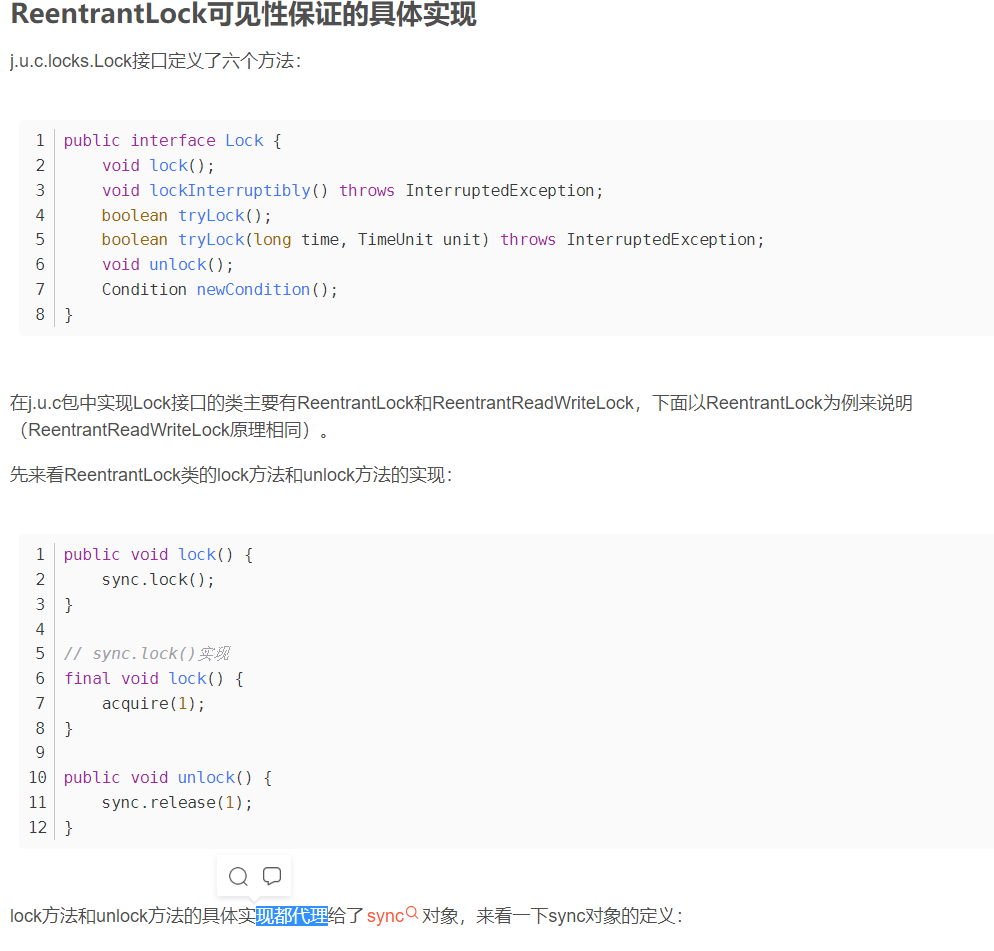 ReentrantLock可见性保证的具体实现
j.u.c.locks.Lock接口定义了六个方法：
1 public interface Lock {
2     void lock();
3     void lockInterruptibly() throws InterruptedException;
4     boolean tryLock();
5     boolean tryLock(long time, TimeUnit unit) throws InterruptedException;
6     void unlock();
7     Condition newCondition();
8 }
在j.u.c包中实现Lock接口的类主要有ReentrantLock和ReentrantReadWriteLock，下面以ReentrantLock为例来说明
（ReentrantReadWriteLock原理相同）。
先来看ReentrantLock类的lock方法和unlock方法的实现：
1 public void lock() {
2     sync.lock();
3 }
4
5 // sync.lock()实现
6 final void lock() {
7     acquire(1);
8 }
9
10 public void unlock() {
11     sync.release(1);
12 }
lock方法和unlock方法的具体实现都代理给了 sync 对象，来看一下sync对象的定义：